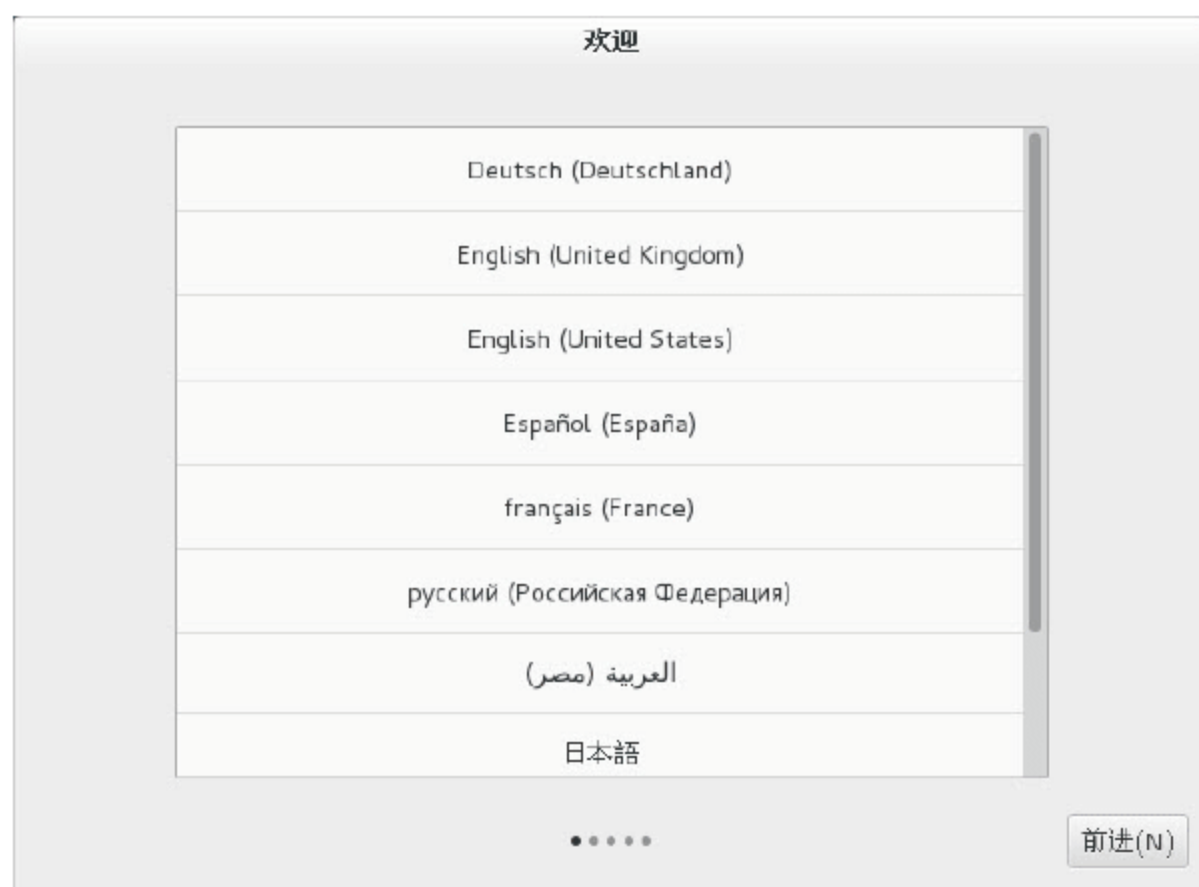 欢迎
Deutsch (Deutschland)
English (United Kingdom)
English (United States)
Español (España)
français (France)
русский (Российская Федерация)
العربية (مصر)
日本語
前进(N)